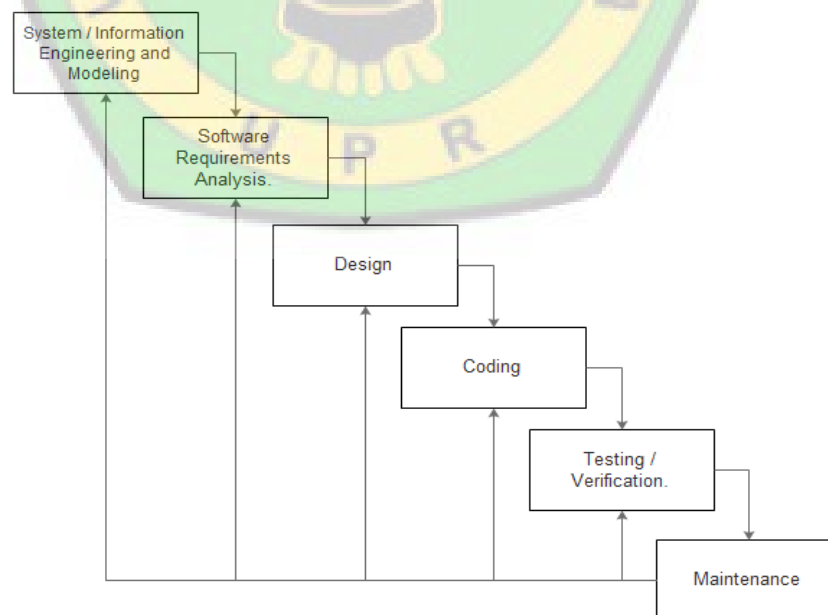 System / Information
Engineering and
Modeling
Software
Requirements
Analysis.
U P R
Design
Coding
Testing /
Verification.
Maintenance